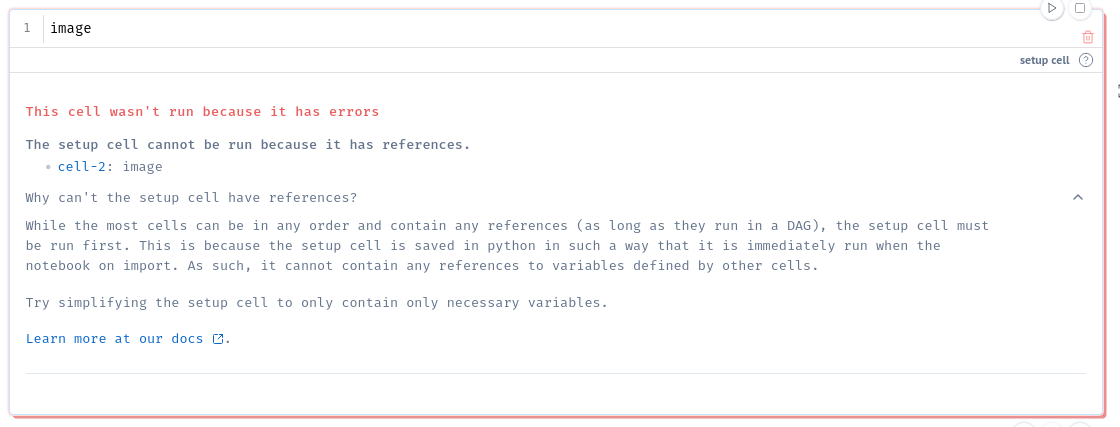 1 image
setup cell
This cell wasn't run because it has errors
The setup cell cannot be run because it has references.
cell-2: image
Why can't the setup cell have references?
While the most cells can be in any order and contain any references (as long as they run in a DAG), the setup cell must
be run first. This is because the setup cell is saved in python in such a way that it is immediately run when the
notebook on import. As such, it cannot contain any references to variables defined by other cells.
Try simplifying the setup cell to only contain only necessary variables.
Learn more at our docs .